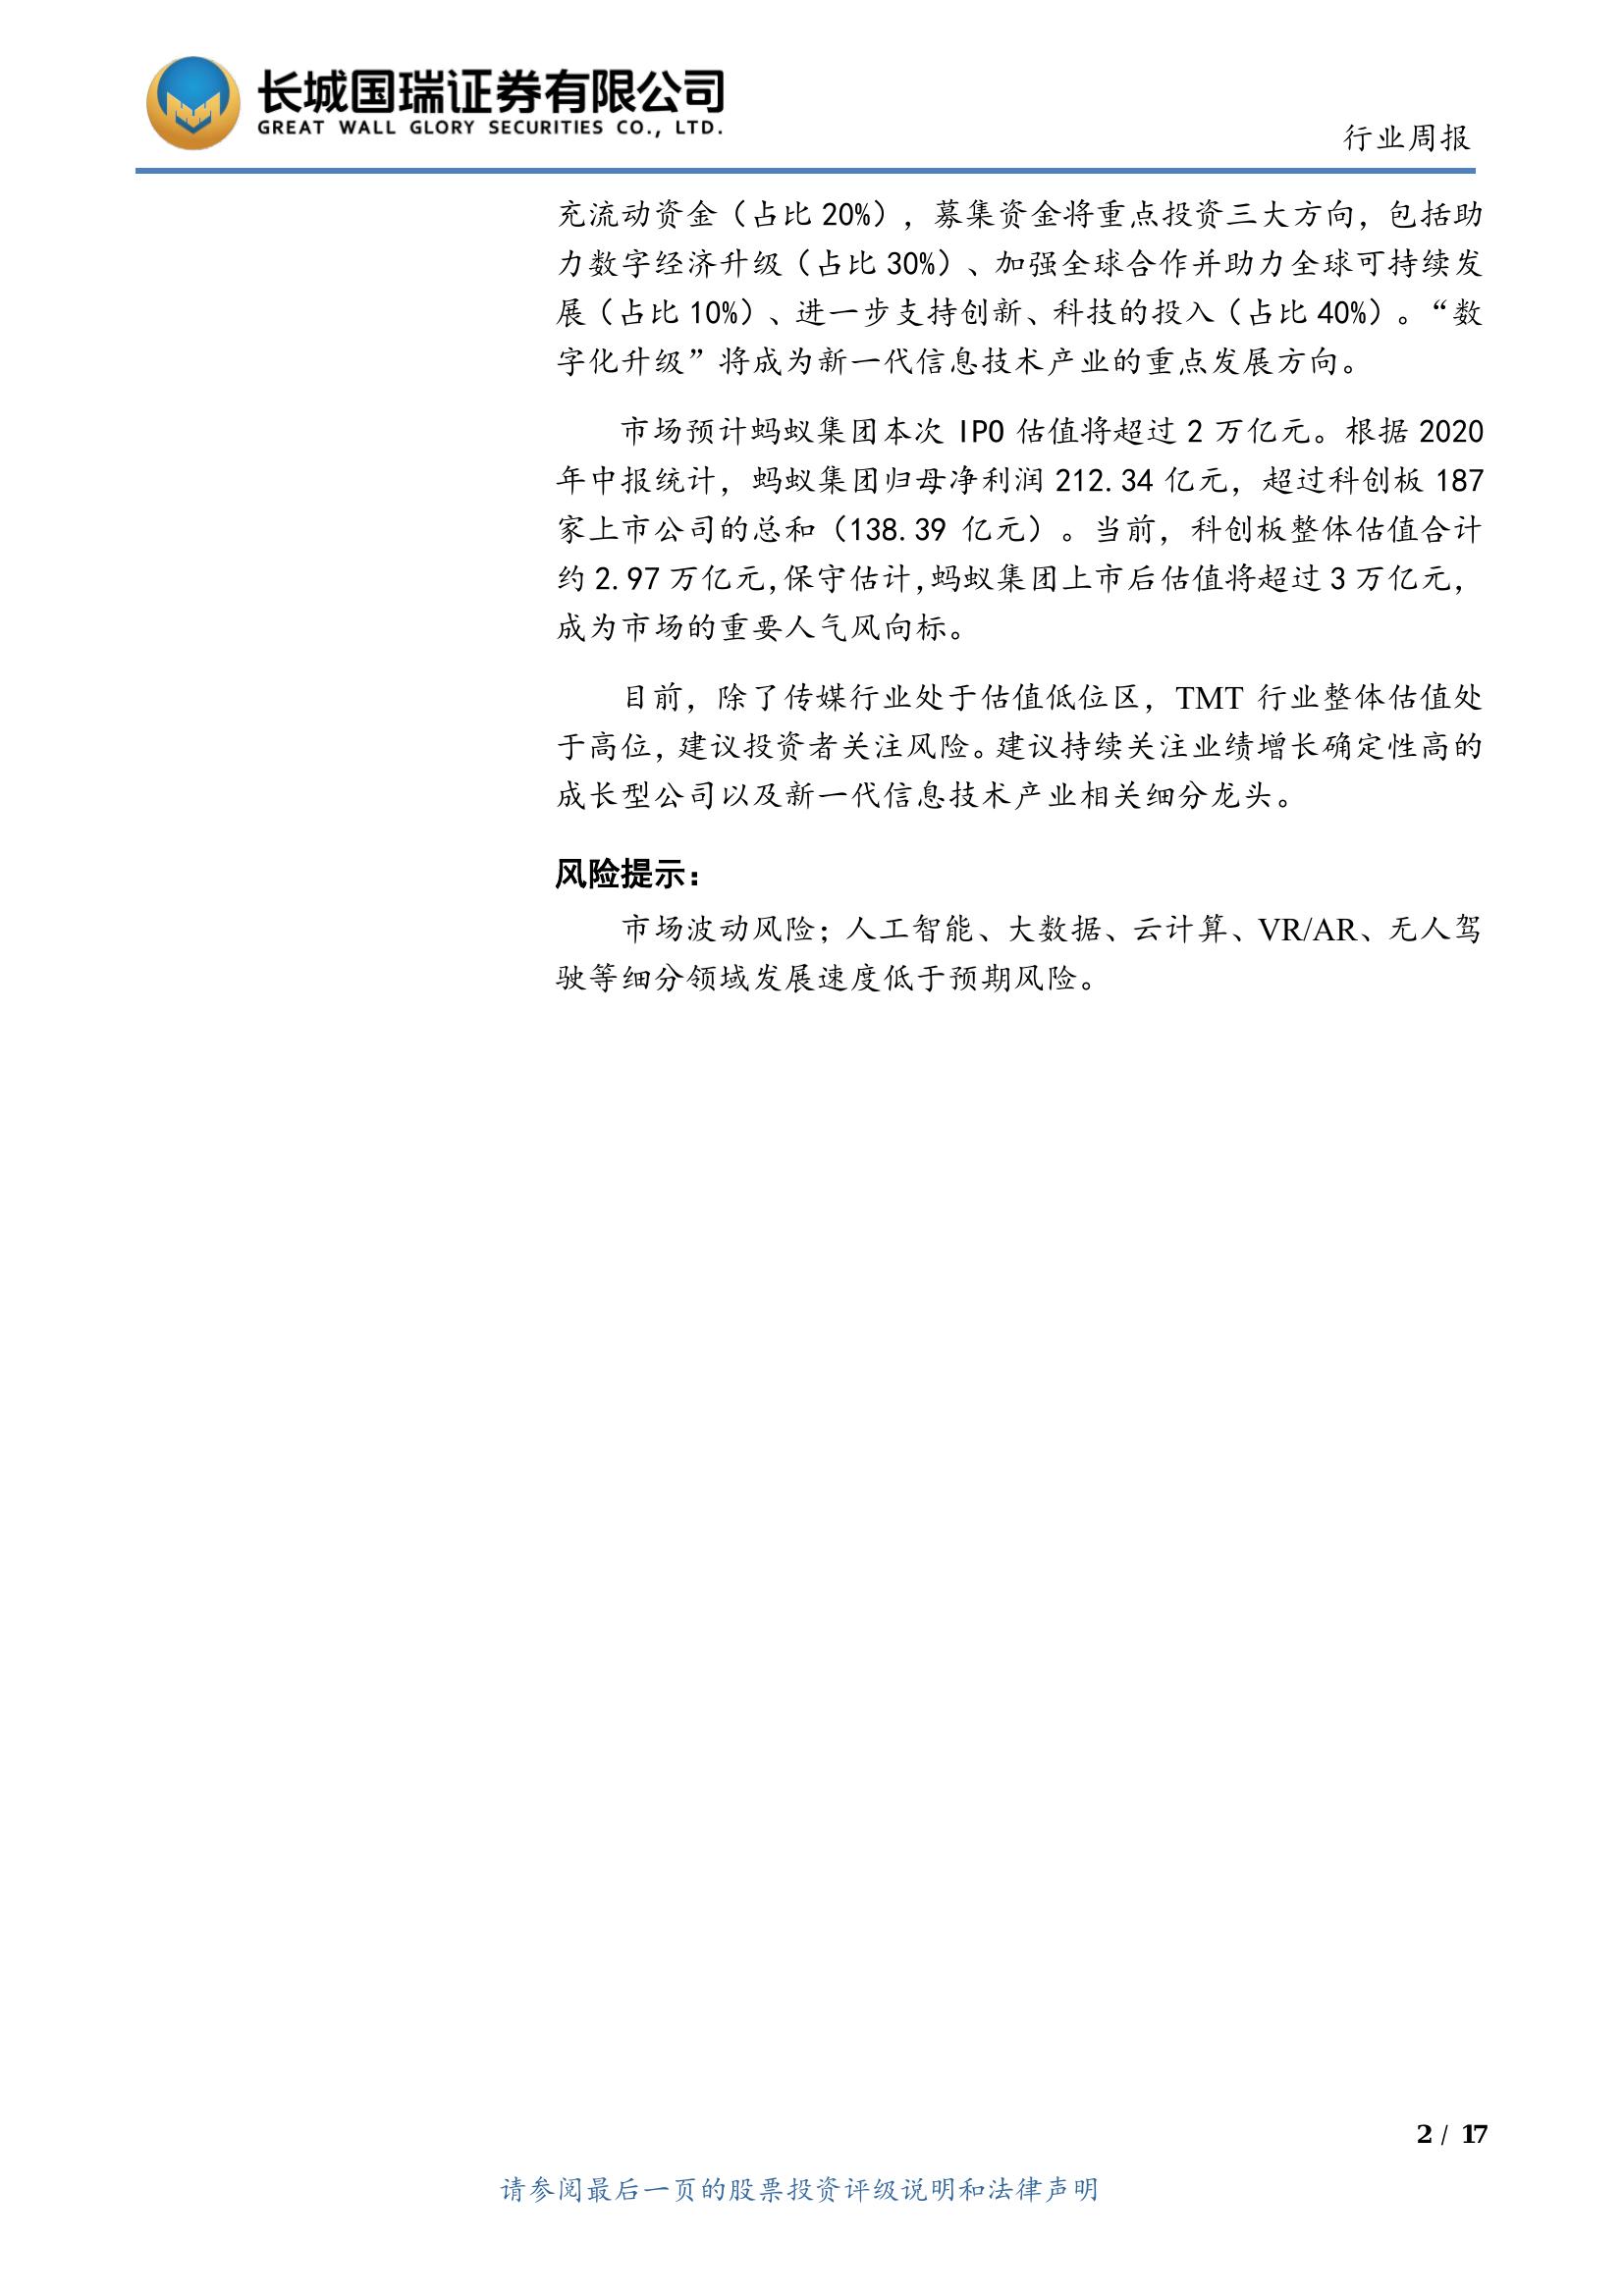 长城国瑞证券有限公司
GREAT WALL GLORY SECURITIES CO., LTD.
行业周报
充流动资金（占比 20%），募集资金将重点投资三大方向，包括助
力数字经济升级（占比 30%）、加强全球合作并助力全球可持续发
展（占比 10%）、进一步支持创新、科技的投入（占比 40%）。“数
字化升级”将成为新一代信息技术产业的重点发展方向。
市场预计蚂蚁集团本次 IPO 估值将超过 2 万亿元。根据 2020
年中报统计，蚂蚁集团归母净利润 212.34 亿元，超过科创板 187
家上市公司的总和（138.39 亿元）。当前，科创板整体估值合计
约 2.97 万亿元,保守估计,蚂蚁集团上市后估值将超过 3 万亿元，
成为市场的重要人气风向标。
目前，除了传媒行业处于估值低位区，TMT 行业整体估值处
于高位，建议投资者关注风险。建议持续关注业绩增长确定性高的
成长型公司以及新一代信息技术产业相关细分龙头。
风险提示：
市场波动风险；人工智能、大数据、云计算、VR/AR、无人驾
驶等细分领域发展速度低于预期风险。
2 / 17
请参阅最后一页的股票投资评级说明和法律声明